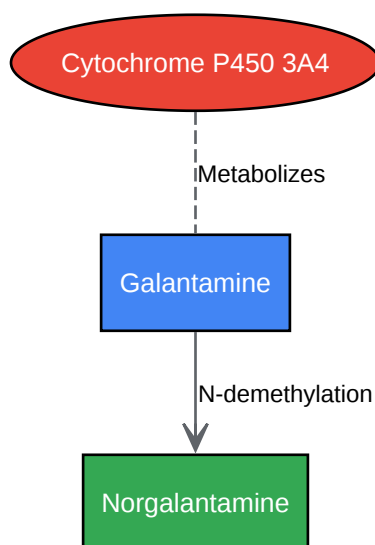 Cytochrome P450 3A4
Metabolizes
Galantamine
N-demethylation
Norgalantamine